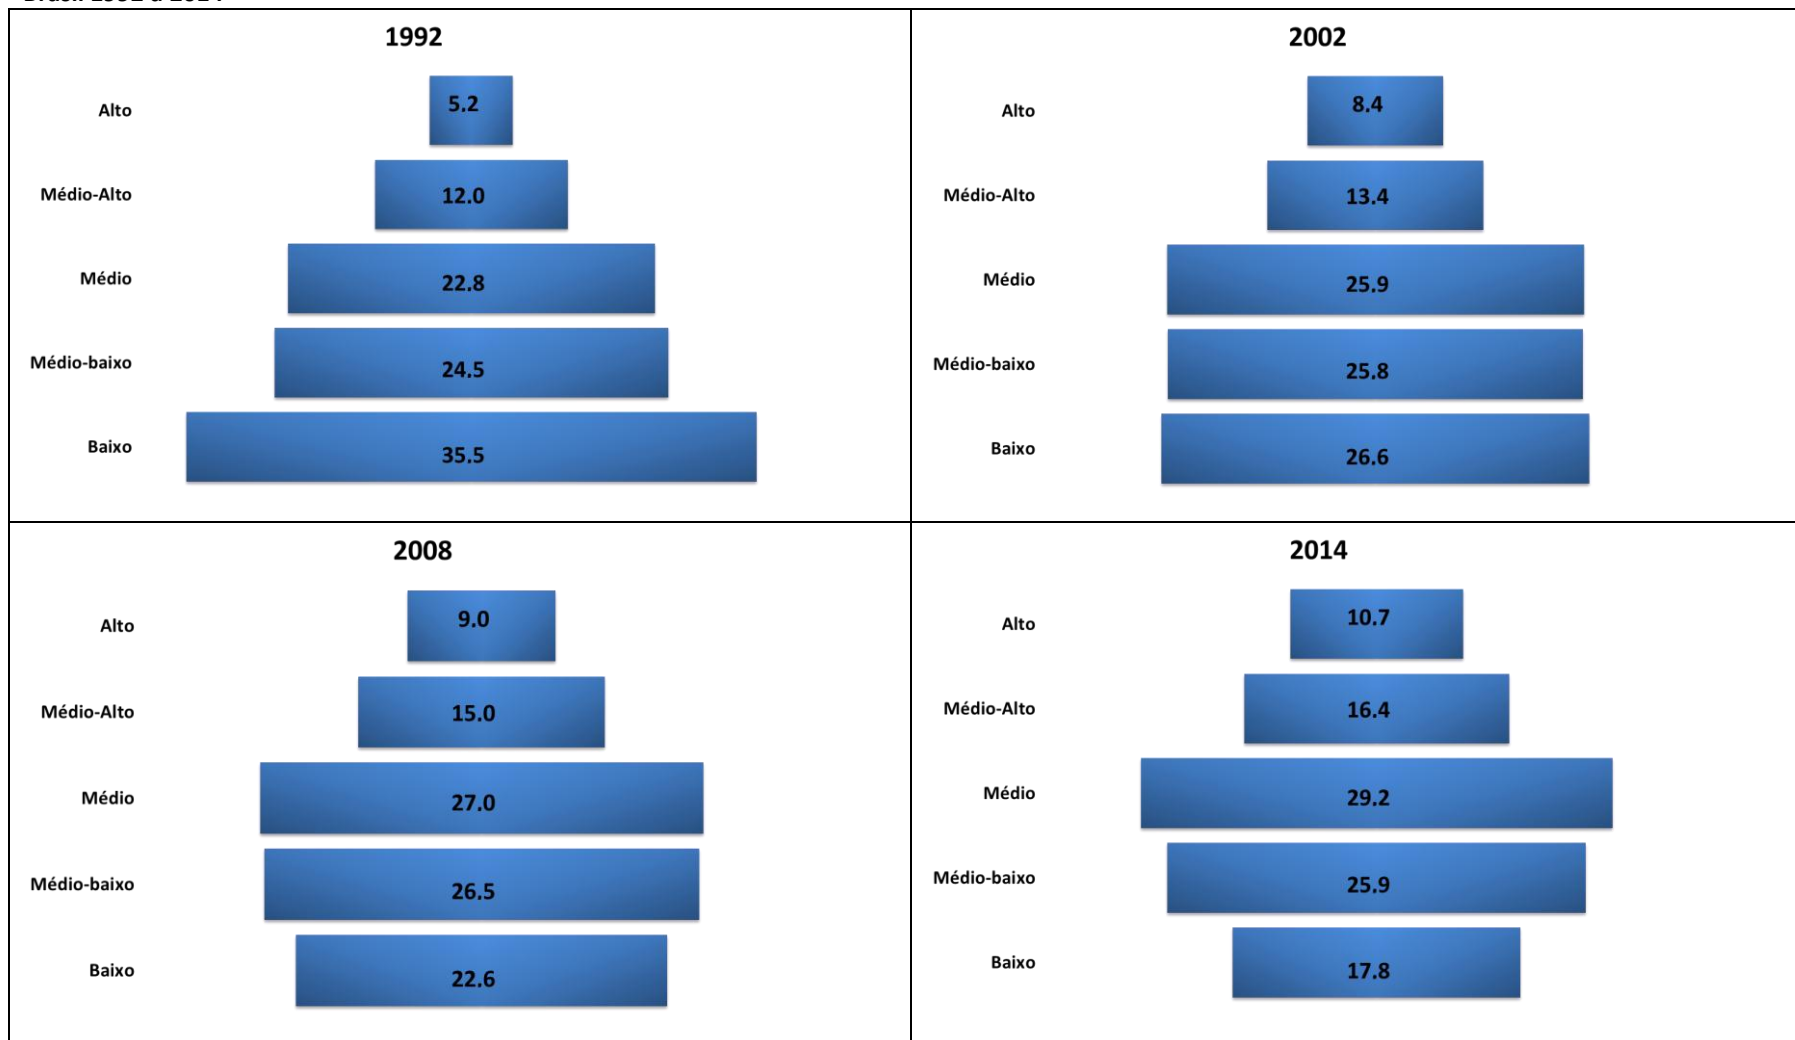 1992
Alto 5.2
Médio-Alto 12.0
Médio 22.8
Médio-baixo 24.5
Baixo 35.5
2002
Alto 8.4
Médio-Alto 13.4
Médio 25.9
Médio-baixo 25.8
Baixo 26.6
2008
Alto 9.0
Médio-Alto 15.0
Médio 27.0
Médio-baixo 26.5
Baixo 22.6
2014
Alto 10.7
Médio-Alto 16.4
Médio 29.2
Médio-baixo 25.9
Baixo 17.8